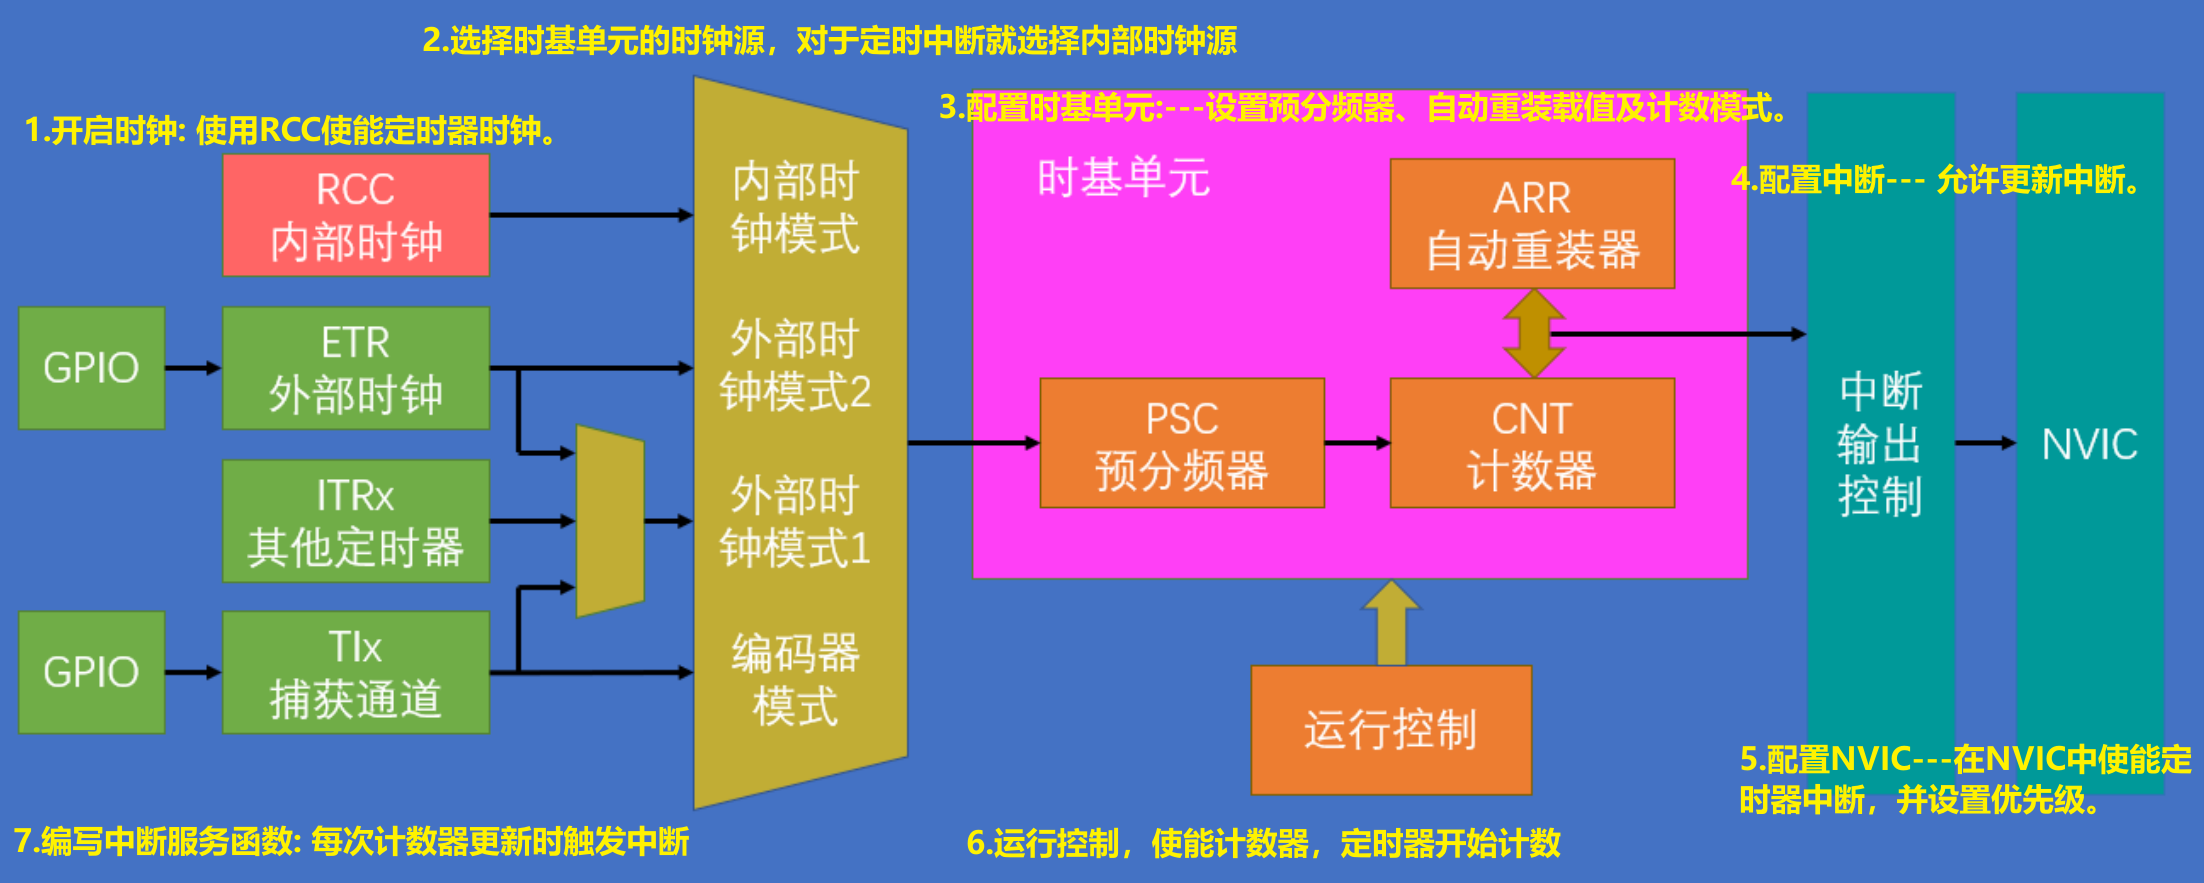 2.选择时基单元的时钟源，对于定时中断就选择内部时钟源
3.配置时基单元:---设置预分频器、自动重装载值及计数模式。
1.开启时钟: 使用RCC使能定时器时钟。
RCC
内部时钟
内部时
钟模式
时基单元
ARR
自动重装器
4.配置中断--- 允许更新中断。
GPIO
ETR
外部时钟
外部时
钟模式2
PSC
预分频器
CNT
计数器
中断
输出
控制
NVIC
ITRx
其他定时器
外部时
钟模式1
GPIO
TIx
捕获通道
编码器
模式
运行控制
5.配置NVIC---在NVIC中使能定
时器中断，并设置优先级。
7.编写中断服务函数: 每次计数器更新时触发中断
6.运行控制，使能计数器，定时器开始计数